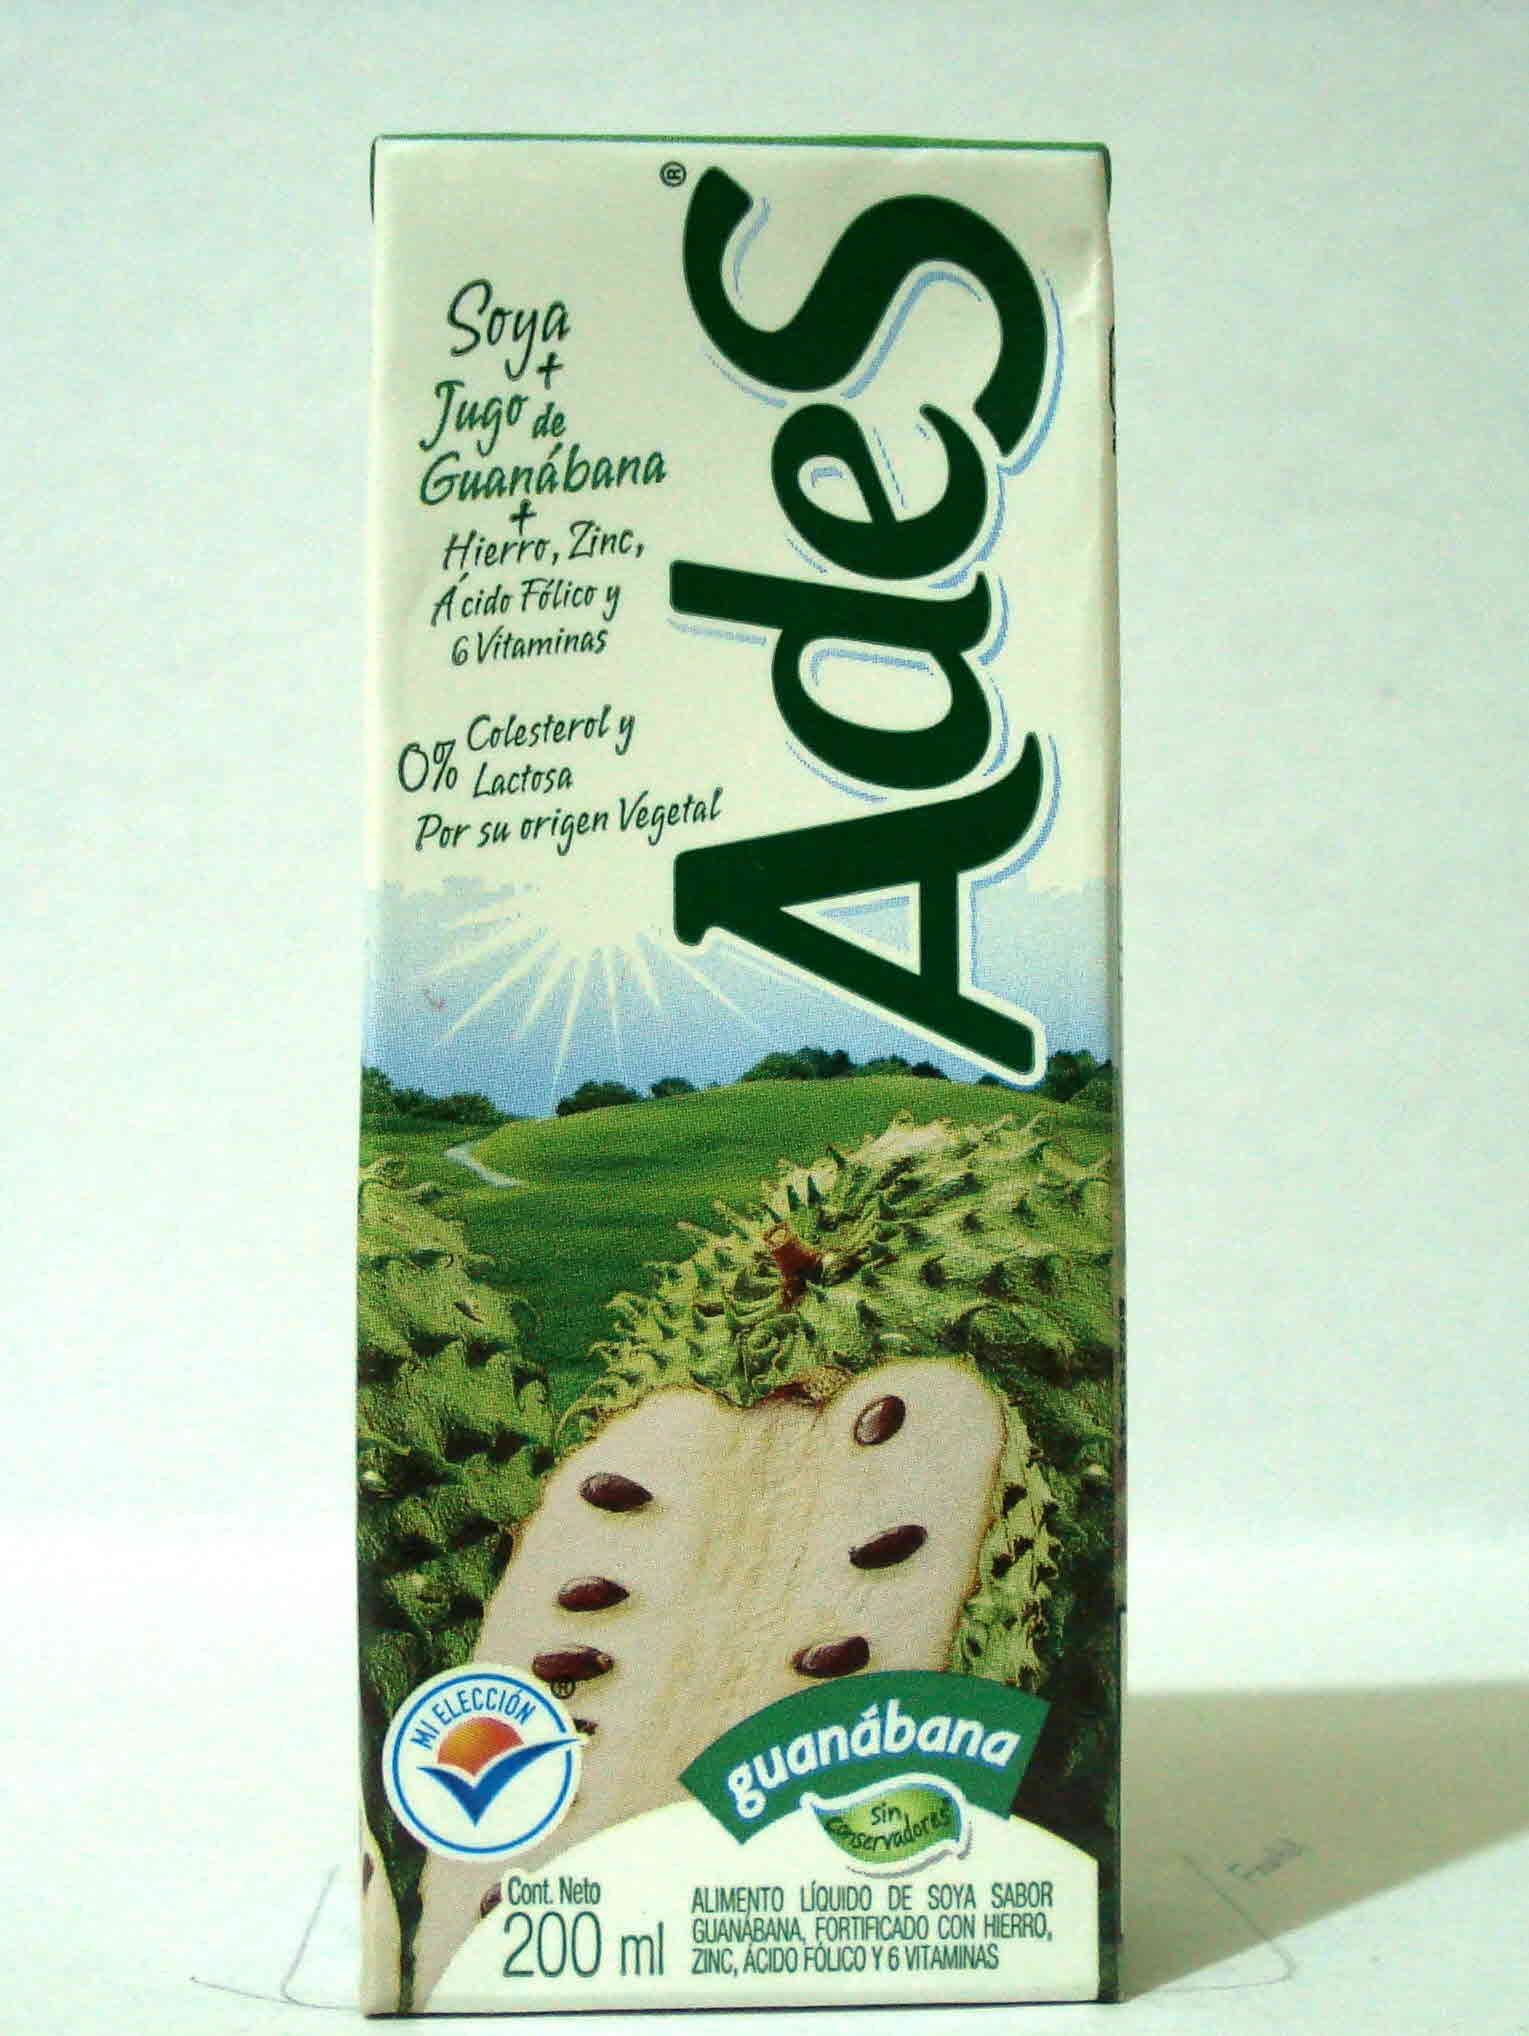 ®
AdeS
Soya
+
Jugo de
Guanábana
+
Hierro, Zinc,
Ácido Fólico y
6 Vitaminas
0% Colesterol y
Lactosa
Por su origen Vegetal
MI ELECCIÓN
®
guanábana
sin
conservadores
Cont. Neto
200 ml
ALIMENTO LÍQUIDO DE SOYA SABOR
GUANÁBANA, FORTIFICADO CON HIERRO,
ZINC, ÁCIDO FÓLICO Y 6 VITAMINAS